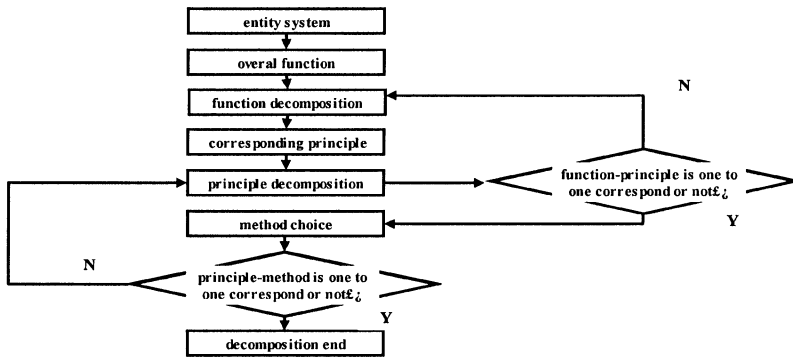 entity system
overal function
function decomposition
N
corresponding principle
principle decomposition
function-principle is one to
one correspond or not£¿
Y
method choice
N
principle-method is one to
one correspond or not£¿
Y
decomposition end